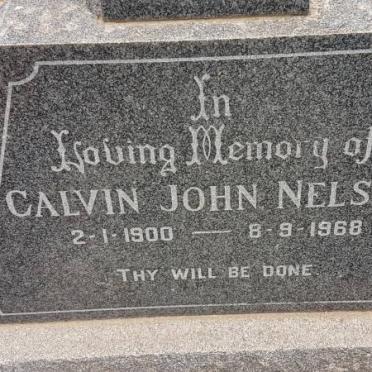 In
Loving Memory of
CALVIN JOHN NELS
2-1-1900 — 8-9-1968
THY WILL BE DONE